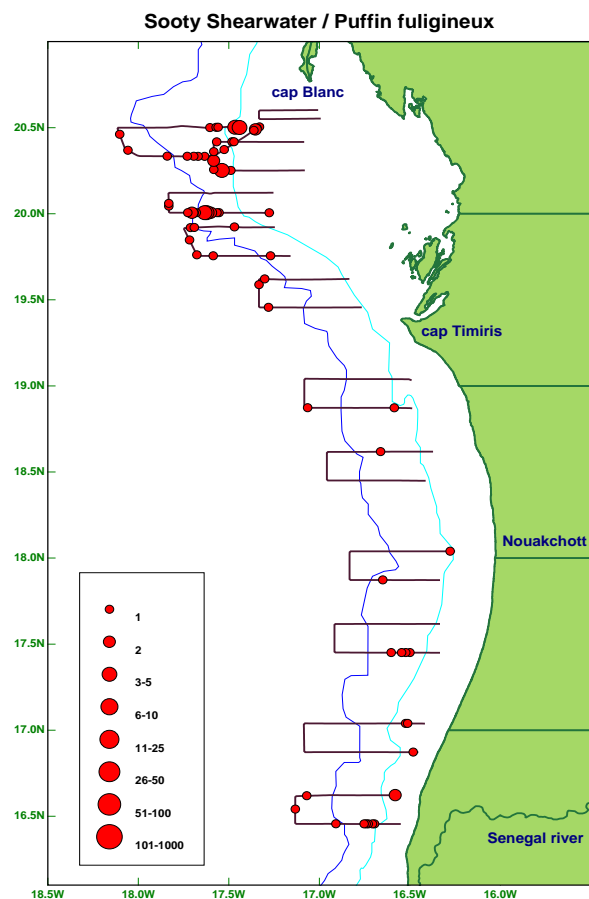 Sooty Shearwater / Puffin fuligineux
cap Blanc
20.5N
20.0N
19.5N
cap Timiris
19.0N
18.5N
Nouakchott
18.0N
17.5N
17.0N
16.5N
Senegal river
1
2
3-5
6-10
11-25
26-50
51-100
101-1000
18.5W 18.0W 17.5W 17.0W 16.5W 16.0W